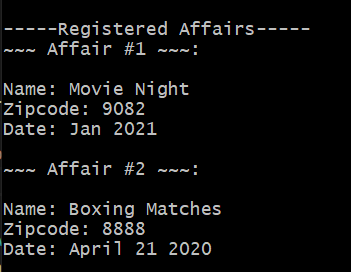 -----Registered Affairs-----
~~~ Affair #1 ~~~:
Name: Movie Night
Zipcode: 9082
Date: Jan 2021
~~~ Affair #2 ~~~:
Name: Boxing Matches
Zipcode: 8888
Date: April 21 2020